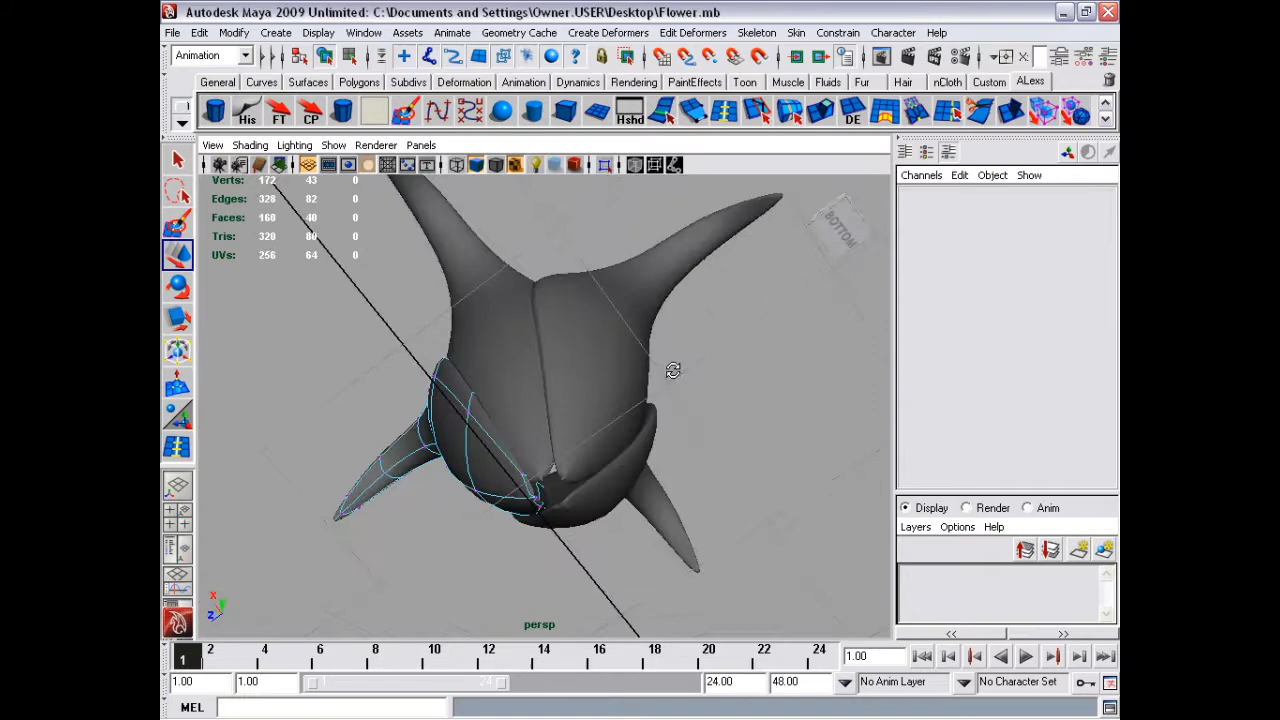 Autodesk Maya 2009 Unlimited: C:\Documents and Settings\Owner.USER\Desktop\Flower.mb
File Edit Modify Create Display Window Assets Animate Geometry Cache Create Deformers Edit Deformers Skeleton Skin Constrain Character Help
Animation
General Curves Surfaces Polygons Subdivs Deformation Animation Dynamics Rendering PaintEffects Toon Muscle Fluids Fur Hair nCloth Custom ALexs
His FT CP Hshd DE
View Shading Lighting Show Renderer Panels
Channels Edit Object Show
Verts: 172 43 0
Edges: 328 82 0
Faces: 160 40 0
Tris: 320 80 0
UVs: 256 64 0
BOTTOM
Display Render Anim
Layers Options Help
X
Y
Z
persp
<< >>
1 2 4 6 8 10 12 14 16 18 20 22 24 1.00
1.00 1.00 1 24 24.00 48.00 No Anim Layer No Character Set
MEL